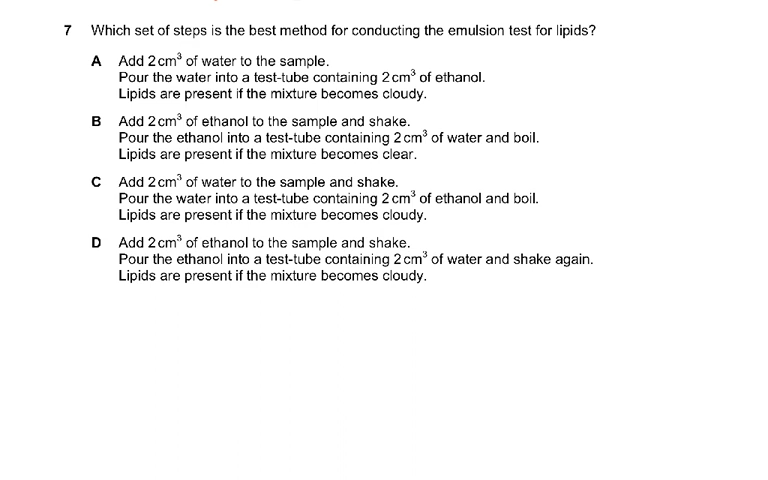 7 Which set of steps is the best method for conducting the emulsion test for lipids?
A Add 2 cm³ of water to the sample.
Pour the water into a test-tube containing 2 cm³ of ethanol.
Lipids are present if the mixture becomes cloudy.
B Add 2 cm³ of ethanol to the sample and shake.
Pour the ethanol into a test-tube containing 2 cm³ of water and boil.
Lipids are present if the mixture becomes clear.
C Add 2 cm³ of water to the sample and shake.
Pour the water into a test-tube containing 2 cm³ of ethanol and boil.
Lipids are present if the mixture becomes cloudy.
D Add 2 cm³ of ethanol to the sample and shake.
Pour the ethanol into a test-tube containing 2 cm³ of water and shake again.
Lipids are present if the mixture becomes cloudy.